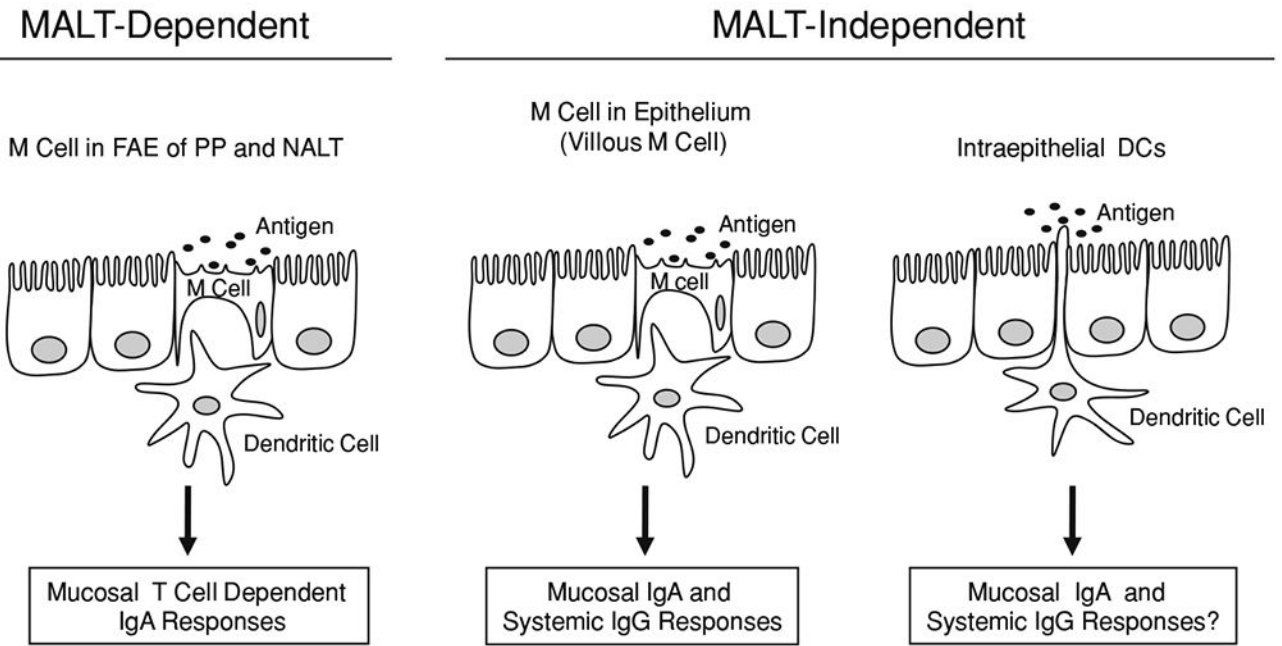 MALT-Dependent
MALT-Independent
M Cell in FAE of PP and NALT
M Cell in Epithelium
(Villous M Cell)
Intraepithelial DCs
Antigen
M Cell
Dendritic Cell
Antigen
M cell
Dendritic Cell
Antigen
Dendritic Cell
Mucosal T Cell Dependent
IgA Responses
Mucosal IgA and
Systemic IgG Responses
Mucosal IgA and
Systemic IgG Responses?